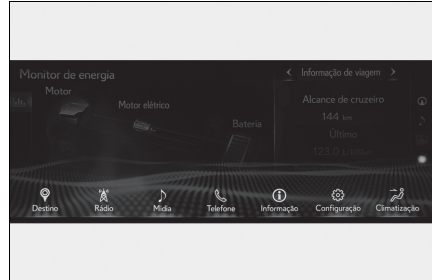 Monitor de energia
Informação de viagem
Motor
Motor elétrico
Bateria
Alcance de cruzeiro
144 km
Último
Destino
Rádio
Mídia
Telefone
Informação
Configuração
Climatização